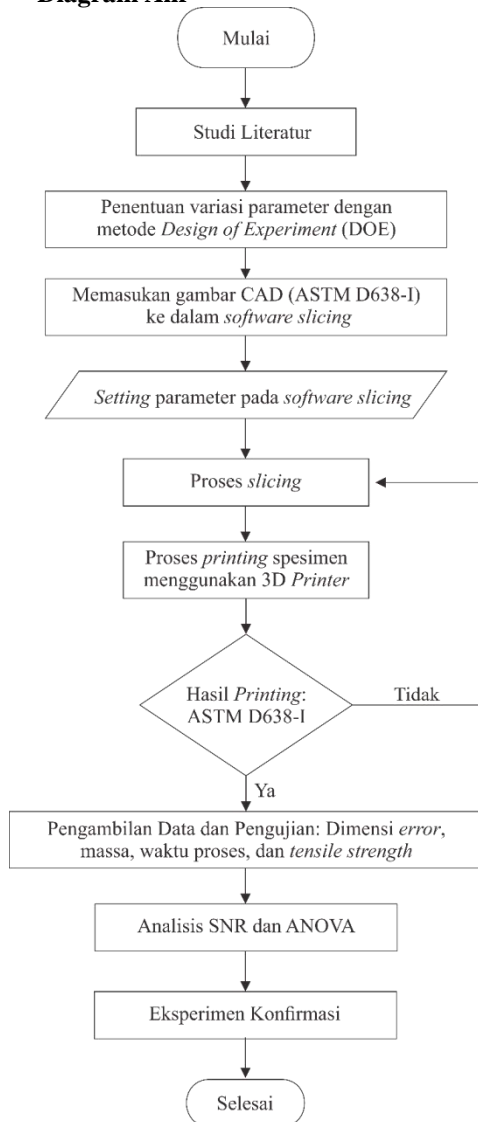 Diagram Alir
Mulai
Studi Literatur
Penentuan variasi parameter dengan
metode Design of Experiment (DOE)
Memasukan gambar CAD (ASTM D638-I)
ke dalam software slicing
Setting parameter pada software slicing
Proses slicing
Proses printing spesimen
menggunakan 3D Printer
Hasil Printing:
ASTM D638-I
Tidak
Ya
Pengambilan Data dan Pengujian: Dimensi error,
massa, waktu proses, dan tensile strength
Analisis SNR dan ANOVA
Eksperimen Konfirmasi
Selesai